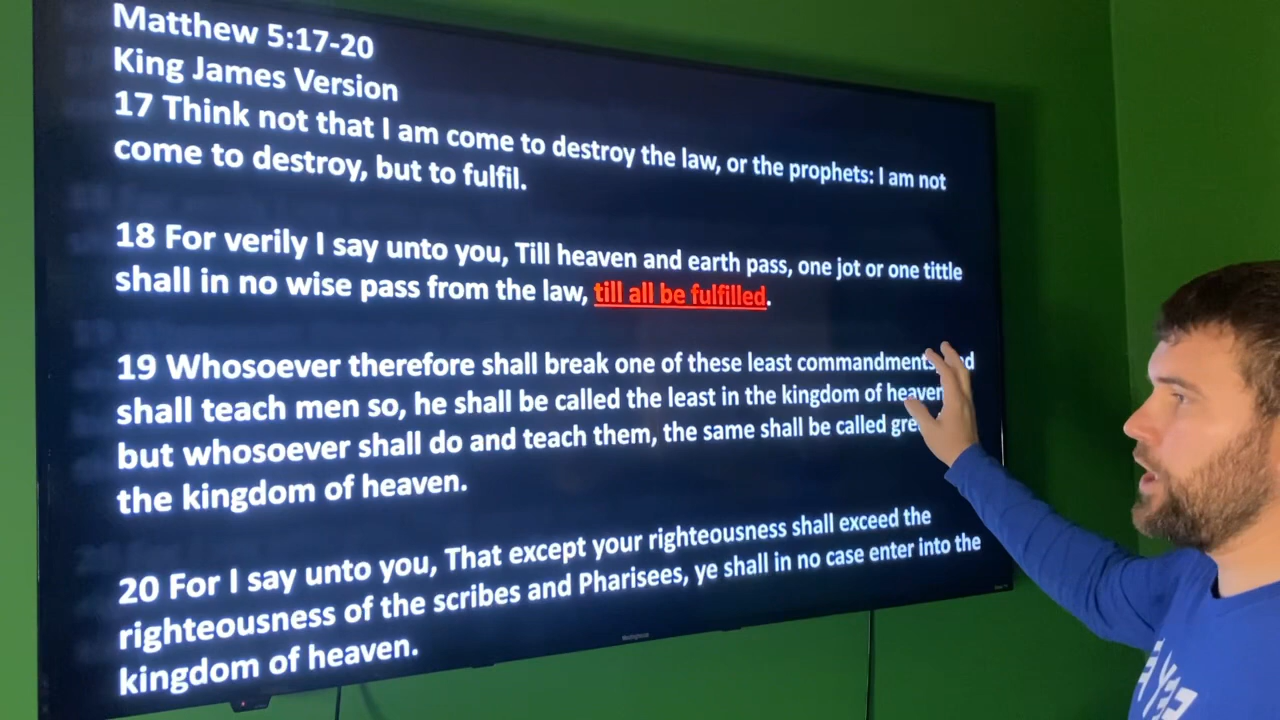 Matthew 5:17-20
King James Version
17 Think not that I am come to destroy the law, or the prophets: I am not
come to destroy, but to fulfil.
18 For verily I say unto you, Till heaven and earth pass, one jot or one tittle
shall in no wise pass from the law, till all be fulfilled.
19 Whosoever therefore shall break one of these least commandments
shall teach men so, he shall be called the least in the kingdom of heaven
but whosoever shall do and teach them, the same shall be called
the kingdom of heaven.
20 For I say unto you, That except your righteousness shall exceed the
righteousness of the scribes and Pharisees, ye shall in no case enter into the
kingdom of heaven.
Westinghouse